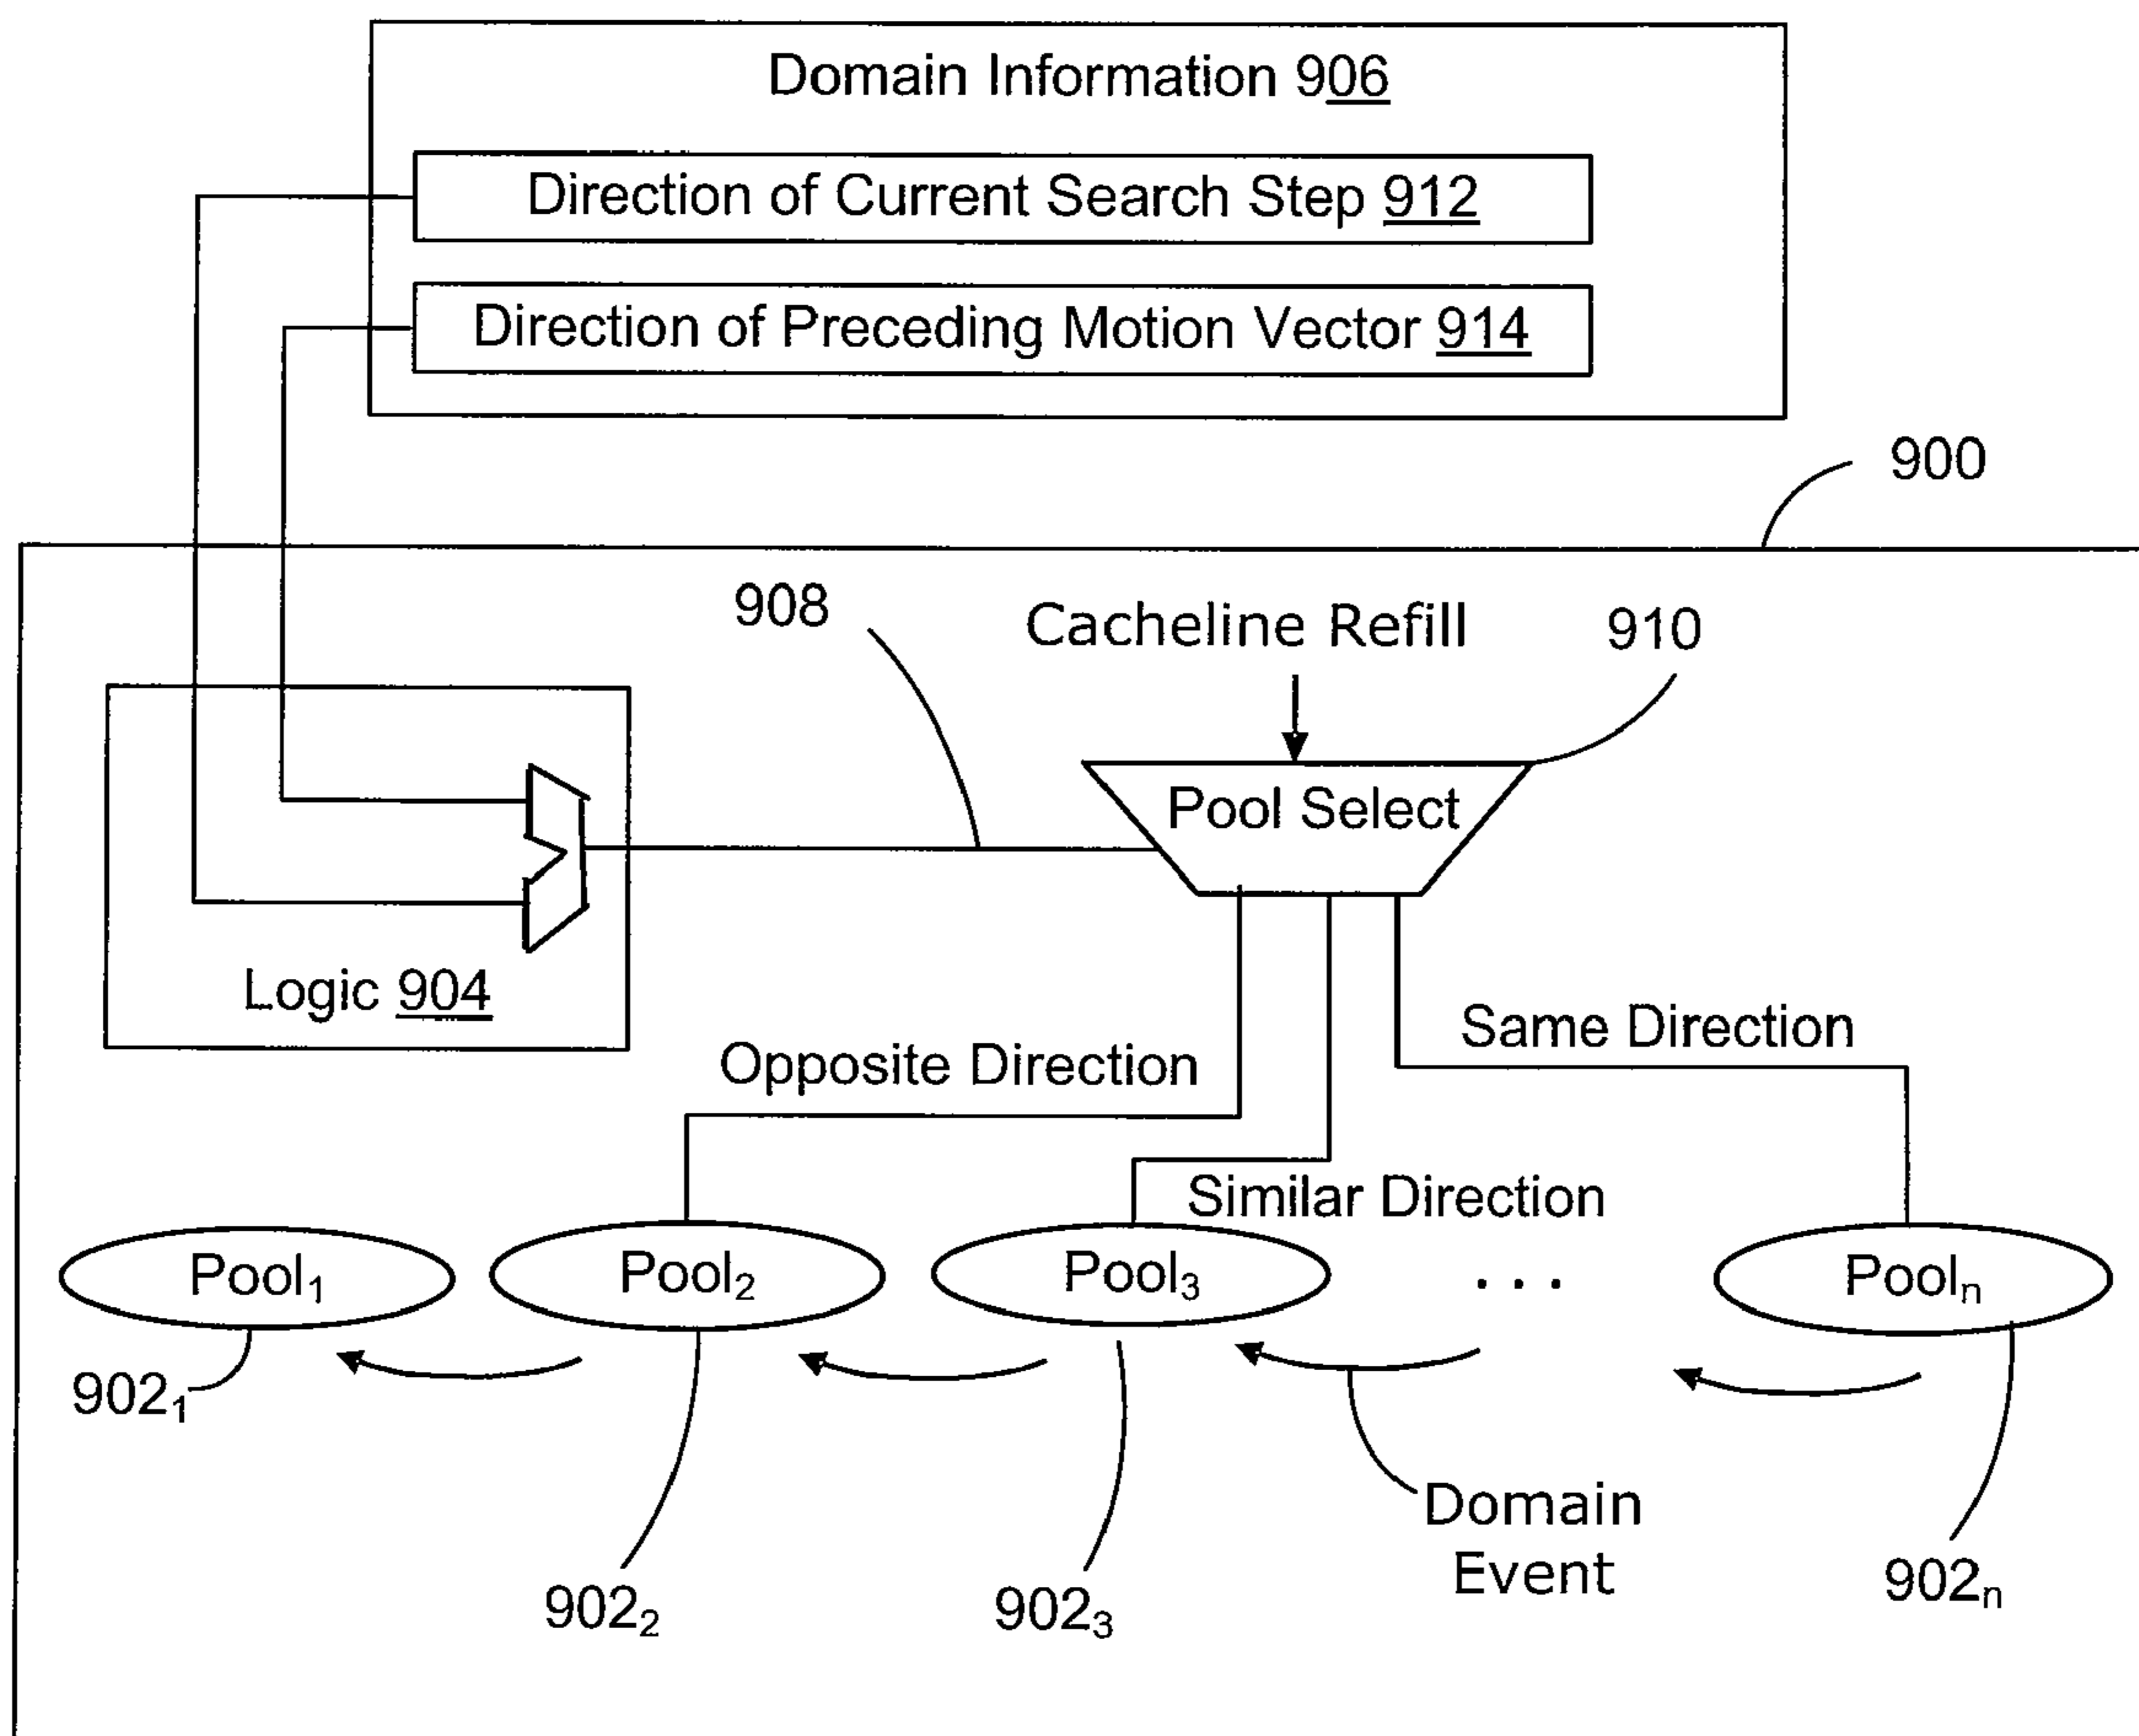 Domain Information 906
Direction of Current Search Step 912
Direction of Preceding Motion Vector 914
900
908
Cacheline Refill
910
Pool Select
Logic 904
Same Direction
Opposite Direction
Similar Direction
Pool₁
Pool₂
Pool₃
. . .
Poolₙ
902₁
Domain
Event
902₂
902₃
902ₙ